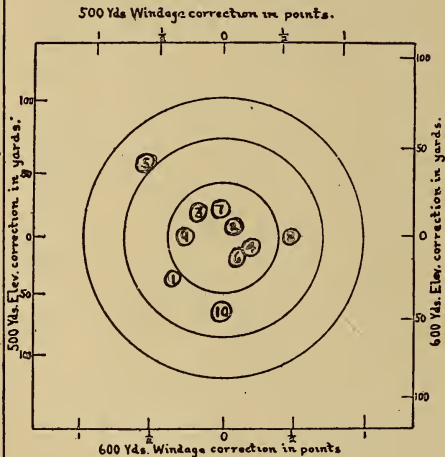 500 Yds Windage correction in points.
1 ½ 0 ½ 1
100 100
5 50
50
3 7
2
0 4 0
9 8
6
1
50 10 50
100
100
500 Yds. Elev. correction in yards.
600 Yds. Elev. correction in yards.
1 ½ 0 ½ 1
600 Yds. Windage correction in points